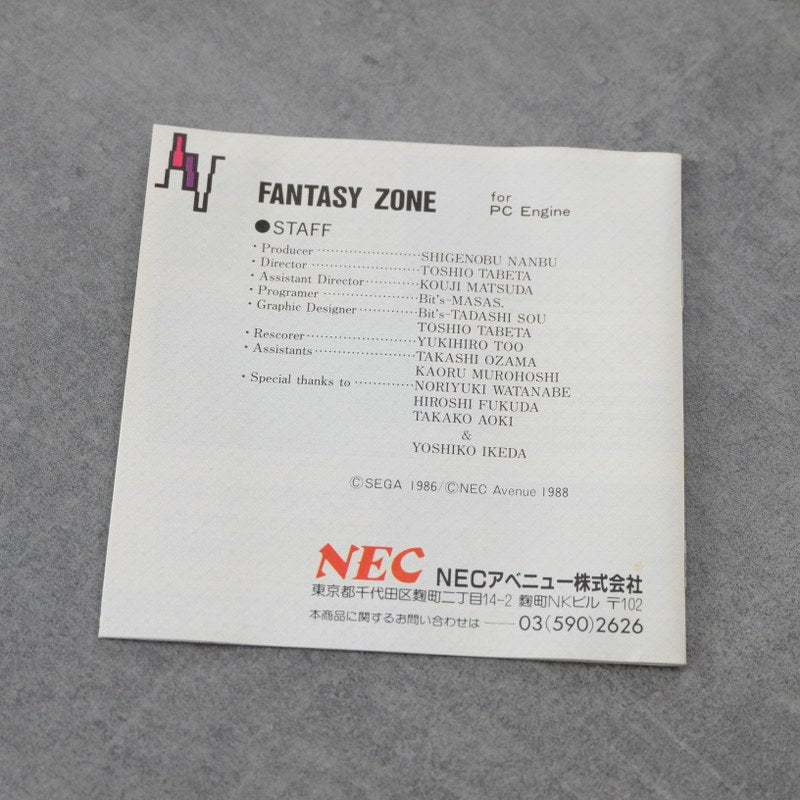 AV
FANTASY ZONE for PC Engine
●STAFF
・Producer ················ SHIGENOBU NANBU
・Director ················ TOSHIO TABETA
・Assistant Director ·········· KOUJI MATSUDA
・Programer ················ Bit's-MASAS.
・Graphic Designer ············ Bit's-TADASHI SOU
TOSHIO TABETA
・Rescorer ················ YUKIHIRO TOO
・Assistants ················ TAKASHI OZAMA
KAORU MUROHOSHI
・Special thanks to ············ NORIYUKI WATANABE
HIROSHI FUKUDA
TAKAKO AOKI
&
YOSHIKO IKEDA
ⒸSEGA 1986/ⒸNEC Avenue 1988
NEC NECアベニュー株式会社
東京都千代田区麹町二丁目14-2 麹町NKビル 〒102
本商品に関するお問い合わせは――03(590)2626